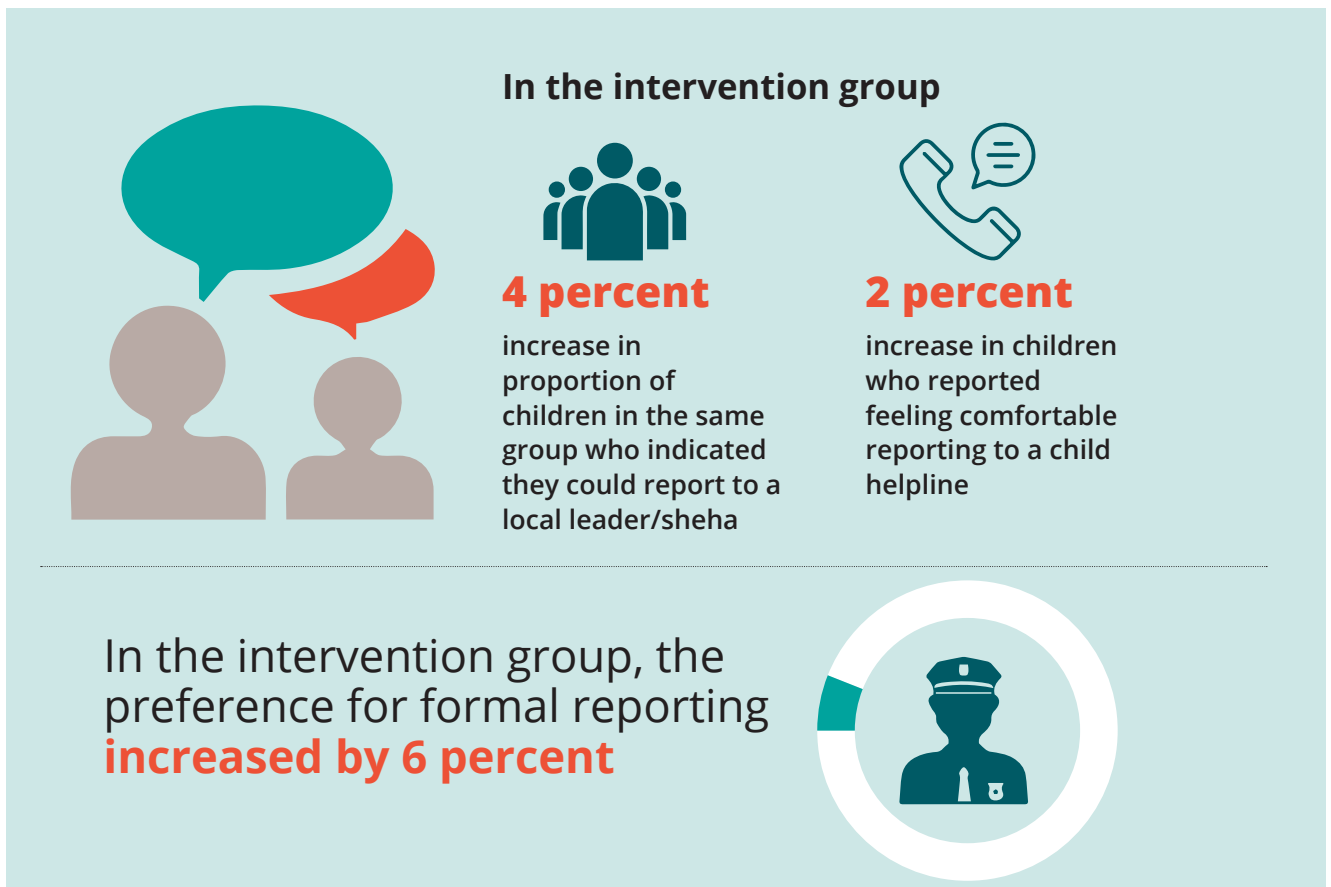 In the intervention group
4 percent
increase in
proportion of
children in the same
group who indicated
they could report to a
local leader/sheha
2 percent
increase in children
who reported
feeling comfortable
reporting to a child
helpline
In the intervention group, the
preference for formal reporting
increased by 6 percent